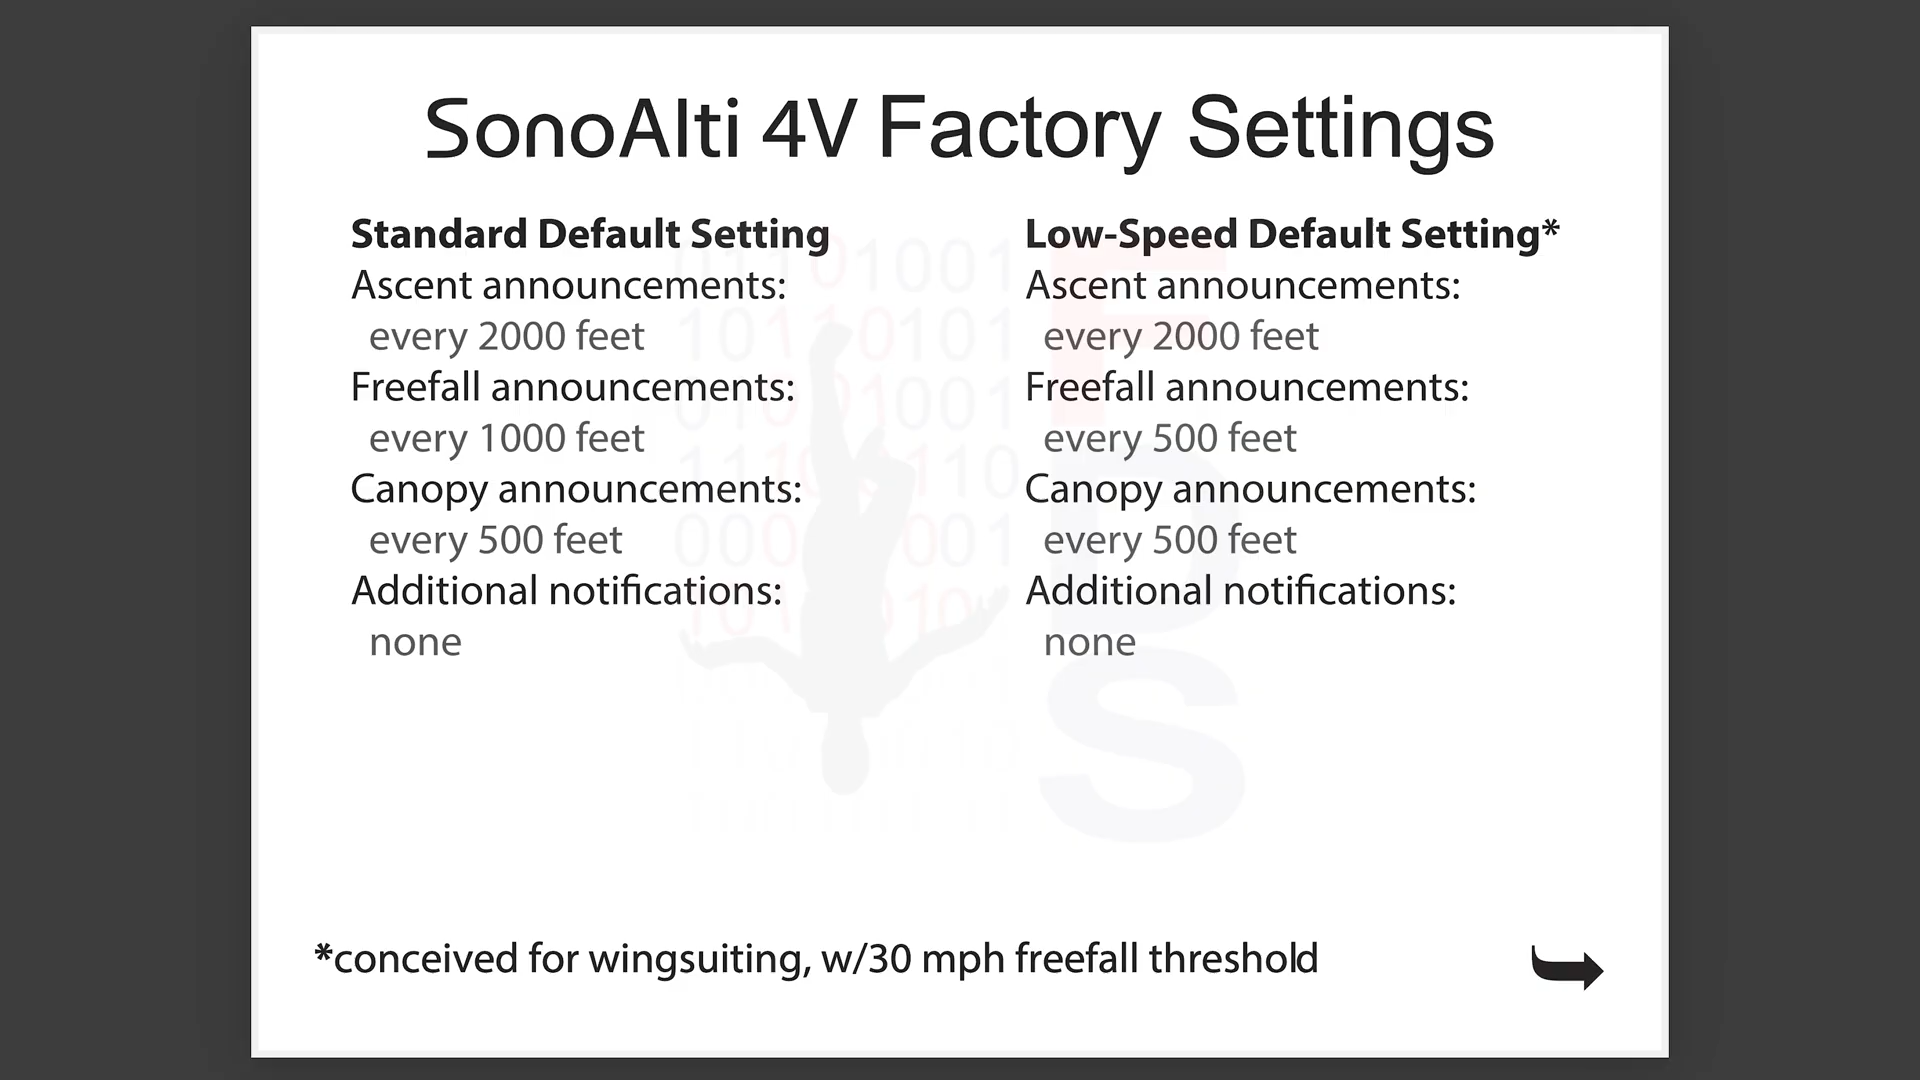 SonoAlti 4V Factory Settings
Standard Default Setting
Ascent announcements:
every 2000 feet
Freefall announcements:
every 1000 feet
Canopy announcements:
every 500 feet
Additional notifications:
none
Low-Speed Default Setting*
Ascent announcements:
every 2000 feet
Freefall announcements:
every 500 feet
Canopy announcements:
every 500 feet
Additional notifications:
none
F
D
S
*conceived for wingsuiting, w/30 mph freefall threshold